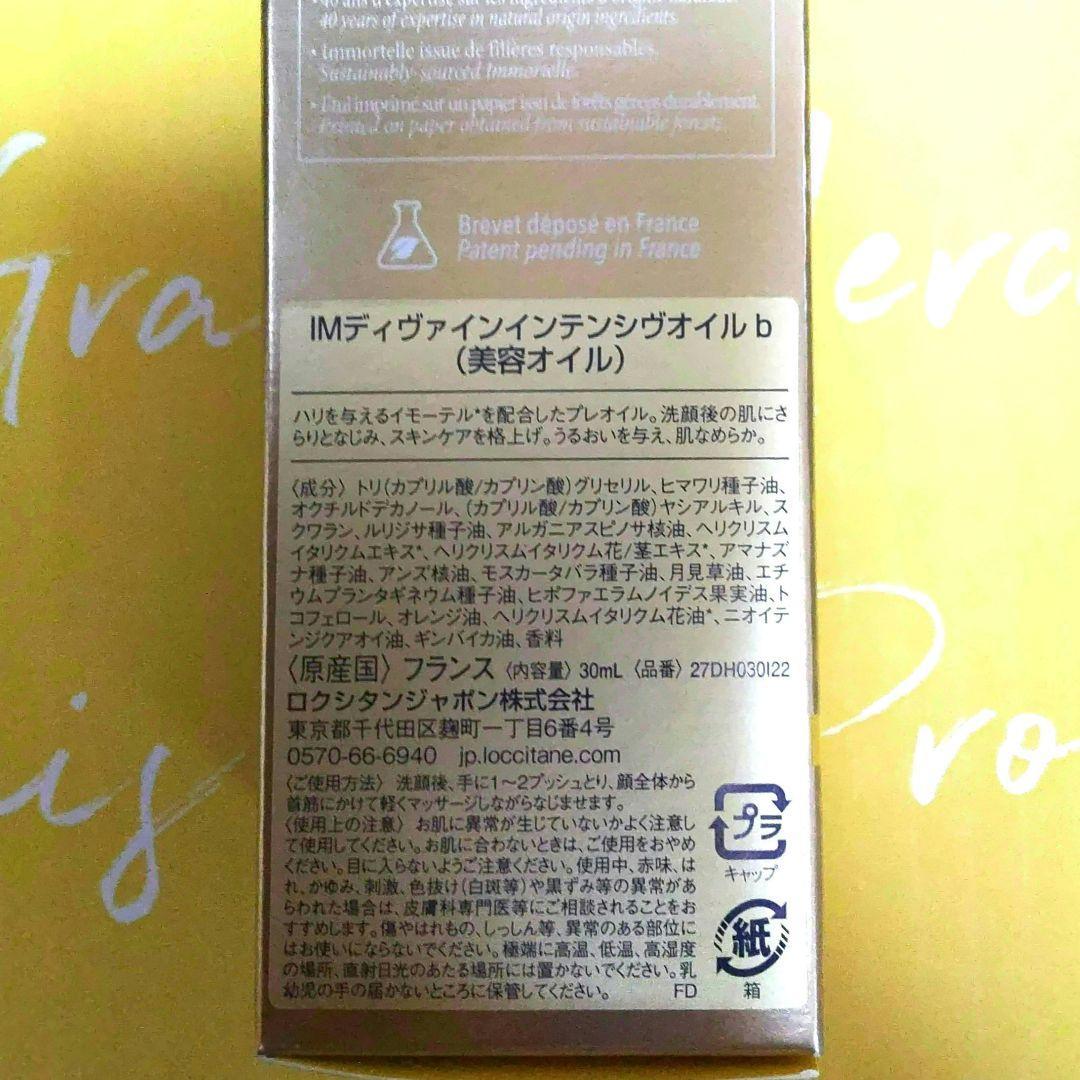 40 ans d'expertise sur les ingrédients d'origine naturelle.
40 years of expertise in natural origin ingredients.
• Immortelle issue de filières responsables.
Sustainably-sourced Immortelle.
• Étui imprimé sur un papier issu de forêts gérées durablement.
Printed on paper obtained from sustainable forests.
Brevet déposé en France
Patent pending in France
IMディヴァインインテンシヴオイル b
（美容オイル）
ハリを与えるイモーテル*を配合したプレオイル。洗顔後の肌にさ
らりとなじみ、スキンケアを格上げ。うるおいを与え、肌なめらか。
〈成分〉トリ（カプリル酸/カプリン酸）グリセリル、ヒマワリ種子油、
オクチルドデカノール、（カプリル酸/カプリン酸）ヤシアルキル、ス
クワラン、ルリジサ種子油、アルガニアスピノサ核油、ヘリクリスム
イタリクムエキス*、ヘリクリスムイタリクム花/茎エキス*、アマナズ
ナ種子油、アンズ核油、モスカータバラ種子油、月見草油、エチ
ウムプランタギネウム種子油、ヒポファエラムノイデス果実油、ト
コフェロール、オレンジ油、ヘリクリスムイタリクム花油*、ニオイテ
ンジクアオイ油、ギンバイカ油、香料
〈原産国〉フランス〈内容量〉30mL〈品番〉27DH030I22
ロクシタンジャポン株式会社
東京都千代田区麹町一丁目6番4号
0570-66-6940 jp.loccitane.com
〈ご使用方法〉洗顔後、手に1～2プッシュとり、顔全体から
首筋にかけて軽くマッサージしながらなじませます。
〈使用上の注意〉お肌に異常が生じていないかよく注意し
て使用してください。お肌に合わないときは、ご使用をおやめ
ください。目に入らないようご注意ください。使用中、赤味、は
れ、かゆみ、刺激、色抜け（白斑等）や黒ずみ等の異常があ
らわれた場合は、皮膚科専門医等にご相談されることをお
すすめします。傷やはれもの、しっしん等、異常のある部位に
はお使いにならないでください。極端に高温、低温、高湿度
の場所、直射日光のあたる場所には置かないでください。乳
幼児の手の届かないところに保管してください。 FD
プラ
キャップ
紙
箱
Gra
erc
is
Pro